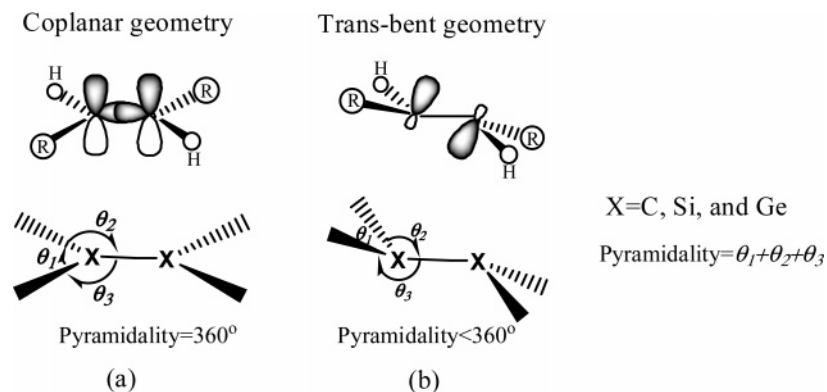 Coplanar geometry
Trans-bent geometry
H
R
R
H
H
R
R
H
θ2
θ1
X
X
θ3
Pyramidality=360°
(a)
θ1
θ2
X
X
θ3
Pyramidality<360°
(b)
X=C, Si, and Ge
Pyramidality=θ1+θ2+θ3